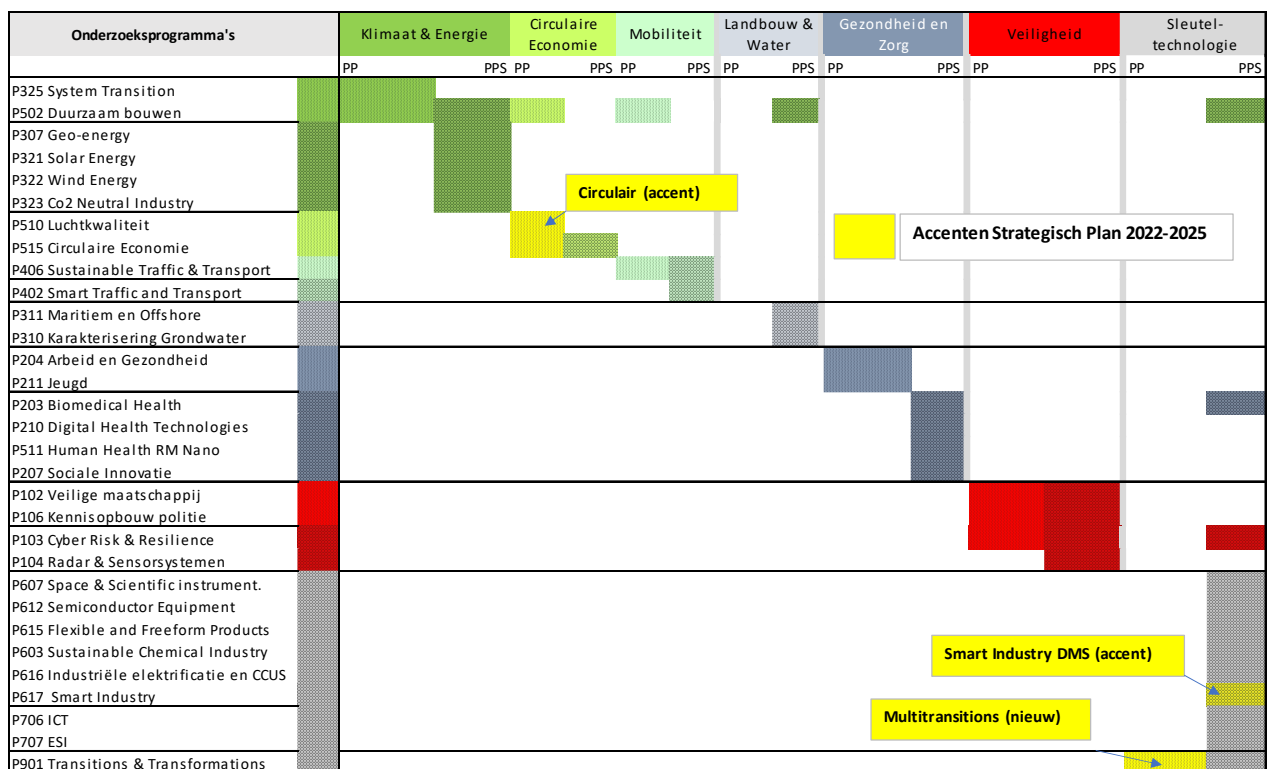 Onderzoeksprogramma's
Klimaat & Energie
Circulaire
Economie
Mobiliteit
Landbouw &
Water
Gezondheid en
Zorg
Veiligheid
Sleutel-
technologie
PP PPS PP PPS PP PPS PP PPS PP PPS PP PPS PP PPS
P325 System Transition
P502 Duurzaam bouwen
P307 Geo-energy
P321 Solar Energy
P322 Wind Energy
P323 Co2 Neutral Industry
Circulair (accent)
P510 Luchtkwaliteit
Accenten Strategisch Plan 2022-2025
P515 Circulaire Economie
P406 Sustainable Traffic & Transport
P402 Smart Traffic and Transport
P311 Maritiem en Offshore
P310 Karakterisering Grondwater
P204 Arbeid en Gezondheid
P211 Jeugd
P203 Biomedical Health
P210 Digital Health Technologies
P511 Human Health RM Nano
P207 Sociale Innovatie
P102 Veilige maatschappij
P106 Kennisopbouw politie
P103 Cyber Risk & Resilience
P104 Radar & Sensorsystemen
P607 Space & Scientific instrument.
P612 Semiconductor Equipment
P615 Flexible and Freeform Products
P603 Sustainable Chemical Industry
Smart Industry DMS (accent)
P616 Industriële elektrificatie en CCUS
P617 Smart Industry
P706 ICT
Multitransitions (nieuw)
P707 ESI
P901 Transitions & Transformations